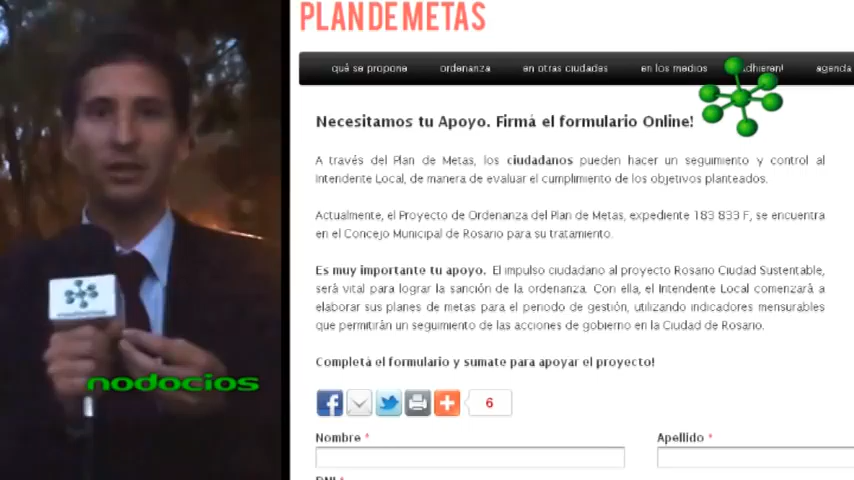 PLAN DE METAS
qué se propone ordenanza en otras ciudades en los medios adhieren! agenda
Necesitamos tu Apoyo. Firmá el formulario Online!
A través del Plan de Metas, los ciudadanos pueden hacer un seguimiento y control al
Intendente Local, de manera de evaluar el cumplimiento de los objetivos planteados.
Actualmente, el Proyecto de Ordenanza del Plan de Metas, expediente 183 833 F, se encuentra
en el Concejo Municipal de Rosario para su tratamiento.
Es muy importante tu apoyo. El impulso ciudadano al proyecto Rosario Ciudad Sustentable,
será vital para lograr la sanción de la ordenanza. Con ella, el Intendente Local comenzará a
elaborar sus planes de metas para el periodo de gestión, utilizando indicadores mensurables
que permitirán un seguimiento de las acciones de gobierno en la Ciudad de Rosario.
Completá el formulario y sumate para apoyar el proyecto!
nodocios
6
Nombre * Apellido *
DNI *